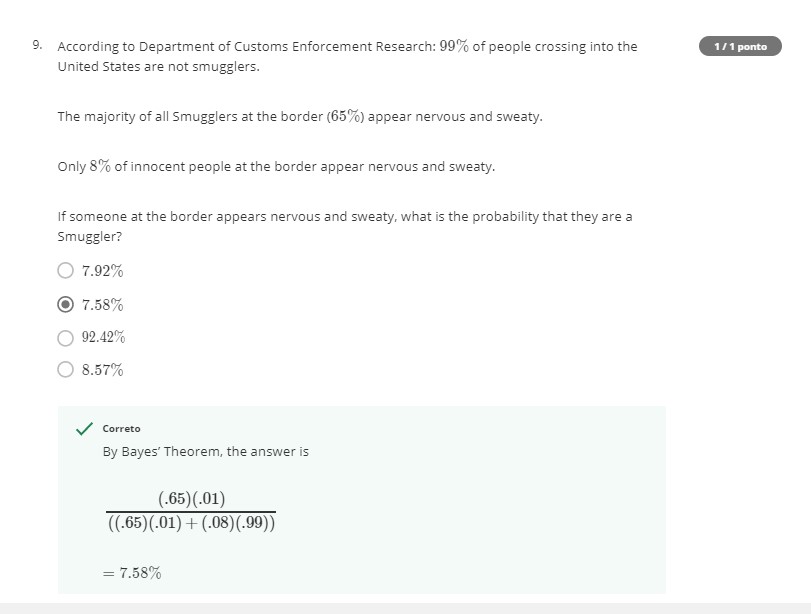 9. According to Department of Customs Enforcement Research: 99% of people crossing into the
1 / 1 ponto
United States are not smugglers.
The majority of all Smugglers at the border (65%) appear nervous and sweaty.
Only 8% of innocent people at the border appear nervous and sweaty.
If someone at the border appears nervous and sweaty, what is the probability that they are a
Smuggler?
7.92%
7.58%
92.42%
8.57%
Correto
By Bayes' Theorem, the answer is
(.65)(.01)
((.65)(.01) + (.08)(.99))
= 7.58%